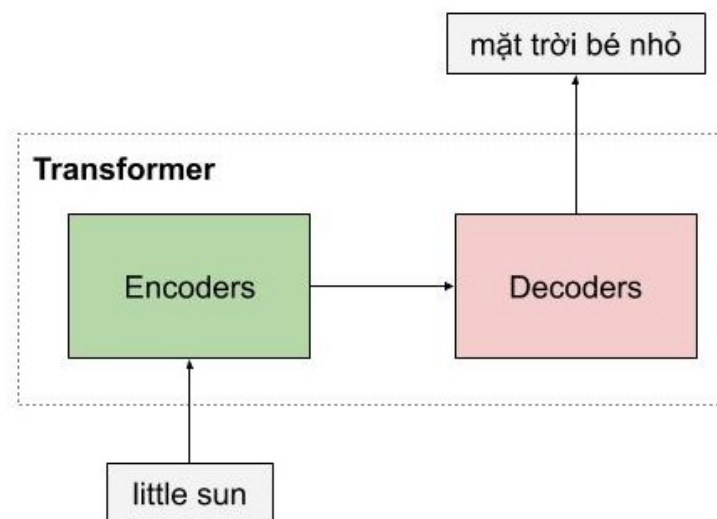 mặt trời bé nhỏ
Transformer
Encoders
Decoders
little sun